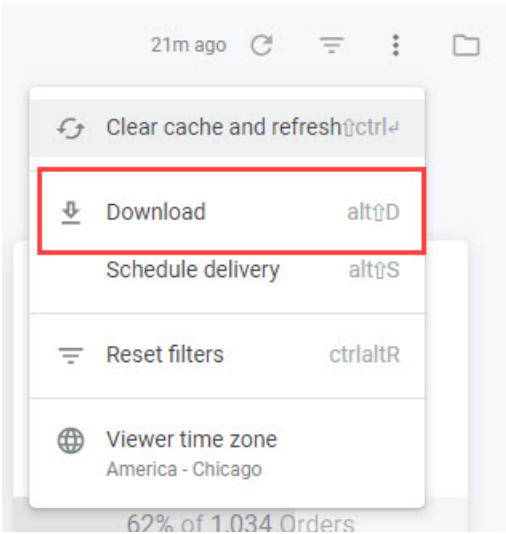 21m ago
Clear cache and refresh⇧ctrl↵
Download alt⇧D
Schedule delivery alt⇧S
Reset filters ctrlaltR
Viewer time zone
America - Chicago
62% of 1,034 Orders